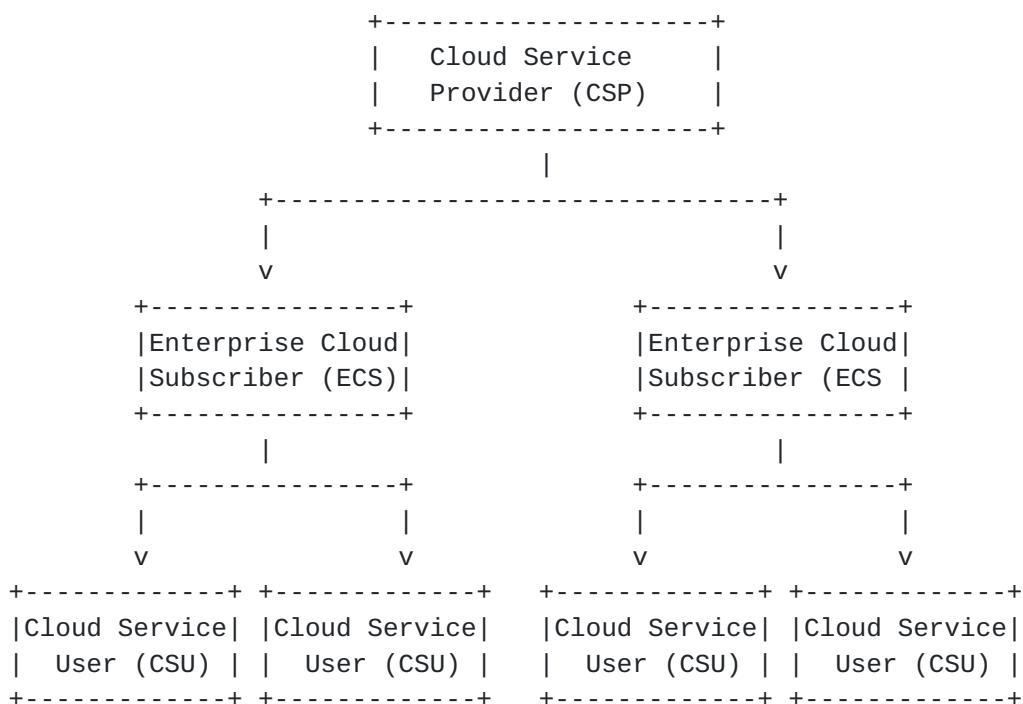 Cloud Service
Provider (CSP)
Enterprise Cloud
Subscriber (ECS)
Enterprise Cloud
Subscriber (ECS
Cloud Service
User (CSU)
Cloud Service
User (CSU)
Cloud Service
User (CSU)
Cloud Service
User (CSU)